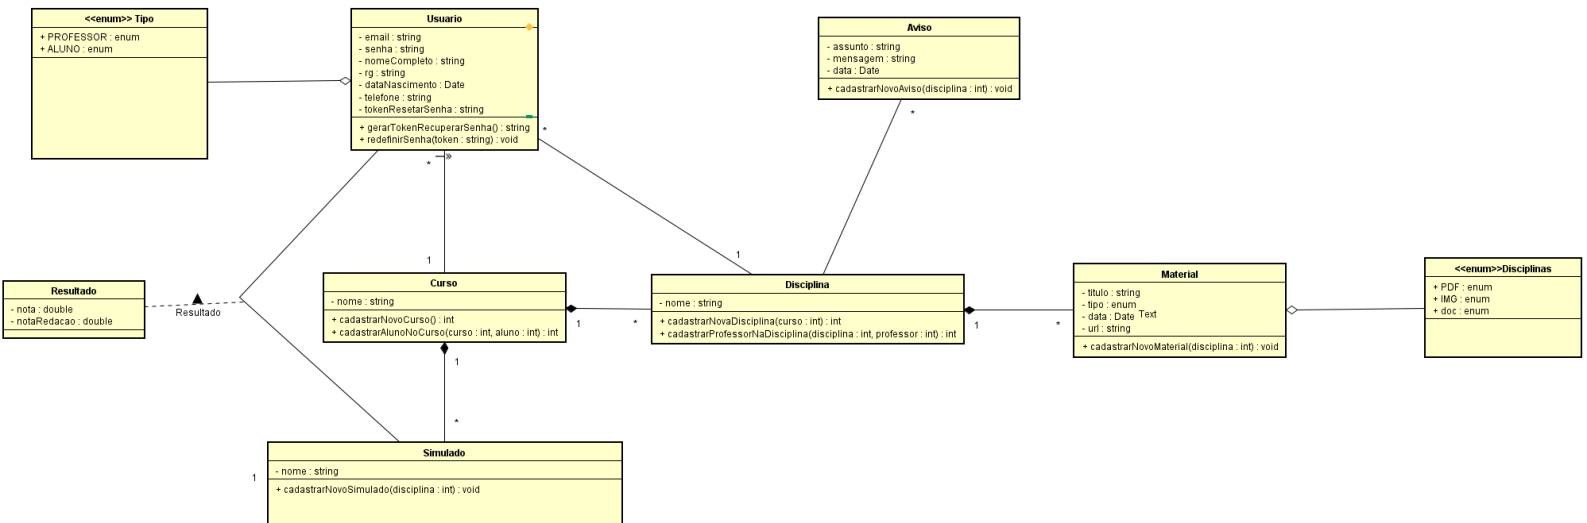 <<enum>> Tipo
+ PROFESSOR : enum
+ ALUNO : enum
Usuario
- email : string
- senha : string
- nomeCompleto : string
- rg : string
- dataNascimento : Date
- telefone : string
- tokenResetarSenha : string
+ gerarTokenRecuperarSenha() : string
+ redefinirSenha(token : string) : void
Aviso
- assunto : string
- mensagem : string
- data : Date
+ cadastrarNovoAviso(disciplina : int) : void
*
*
*
1
1
Resultado
- nota : double
- notaRedacao : double
Resultado
Curso
- nome : string
+ cadastrarNovoCurso() : int
+ cadastrarAlunoNoCurso(curso : int, aluno : int) : int
1
*
1
*
Disciplina
- nome : string
+ cadastrarNovaDisciplina(curso : int) : int
+ cadastrarProfessorNaDisciplina(disciplina : int, professor : int) : int
1
*
Material
- titulo : string
- tipo : enum
- data : Date
Text
- url : string
+ cadastrarNovoMaterial(disciplina : int) : void
<<enum>>Disciplinas
+ PDF : enum
+ IMG : enum
+ doc : enum
Simulado
- nome : string
+ cadastrarNovoSimulado(disciplina : int) : void
1